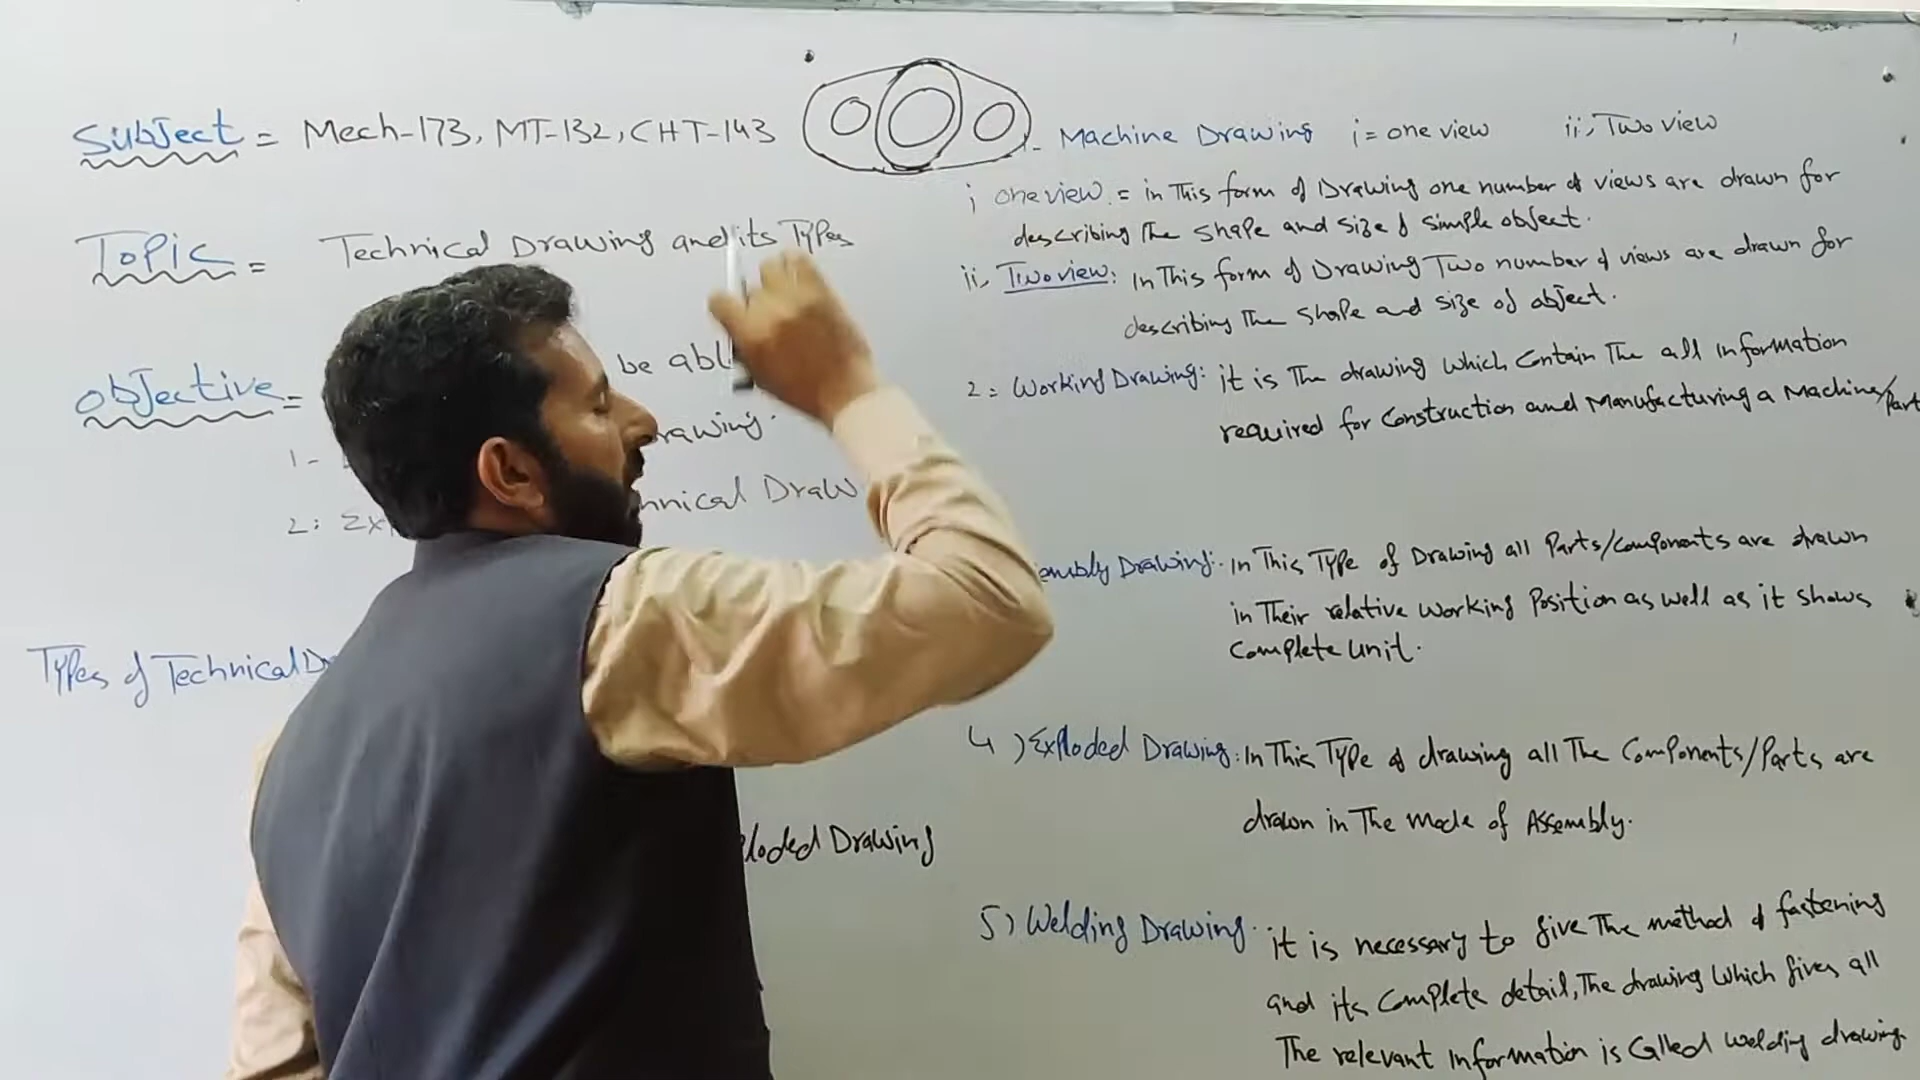 Subject = Mech-173, MT-132, CHT-143
Topic = Technical Drawing and its Types
Objective = be abl
1- rawing.
2: Ex hnical Draw
Types of Technical Dr
loded Drawing
1- Machine Drawing i = one view ii, Two view
i one view = in This form of Drawing one number of views are drawn for
describing The shape and size of simple object.
ii, Two view: in This form of Drawing Two number of views are drawn for
describing The shape and size of object.
2 = Working Drawing: it is The drawing which Contain The all information
required for Construction and Manufacturing a Machine/Part
embly Drawing: in This Type of Drawing all Parts/Components are drawn
in Their relative working Position as well as it shows
Complete unit.
4) Exploded Drawing: In This Type of drawing all The Components/Parts are
drawn in The mode of Assembly.
5) Welding Drawing. it is necessary to give The method of fastening
and its Complete detail, The drawing which gives all
The relevant information is Called welding drawing